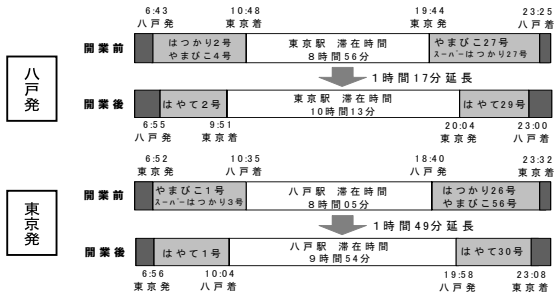 6:43 10:48 19:44 23:25
八戸発 東京着 東京発 八戸着
八戸発
開業前
はつかり2号
やまびこ4号
東京駅 滞在時間
8時間56分
やまびこ27号
スーパーはつかり27号
1時間17分延長
開業後
はやて2号
東京駅 滞在時間
10時間13分
はやて29号
6:55 9:51 20:04 23:00
八戸発 東京着 東京発 八戸着
6:52 10:35 18:40 23:32
東京発 八戸着 八戸発 東京着
東京発
開業前
やまびこ1号
スーパーはつかり3号
八戸駅 滞在時間
8時間05分
はつかり26号
やまびこ56号
1時間49分延長
開業後
はやて1号
八戸駅 滞在時間
9時間54分
はやて30号
6:56 10:04 19:58 23:08
東京発 八戸着 八戸発 東京着